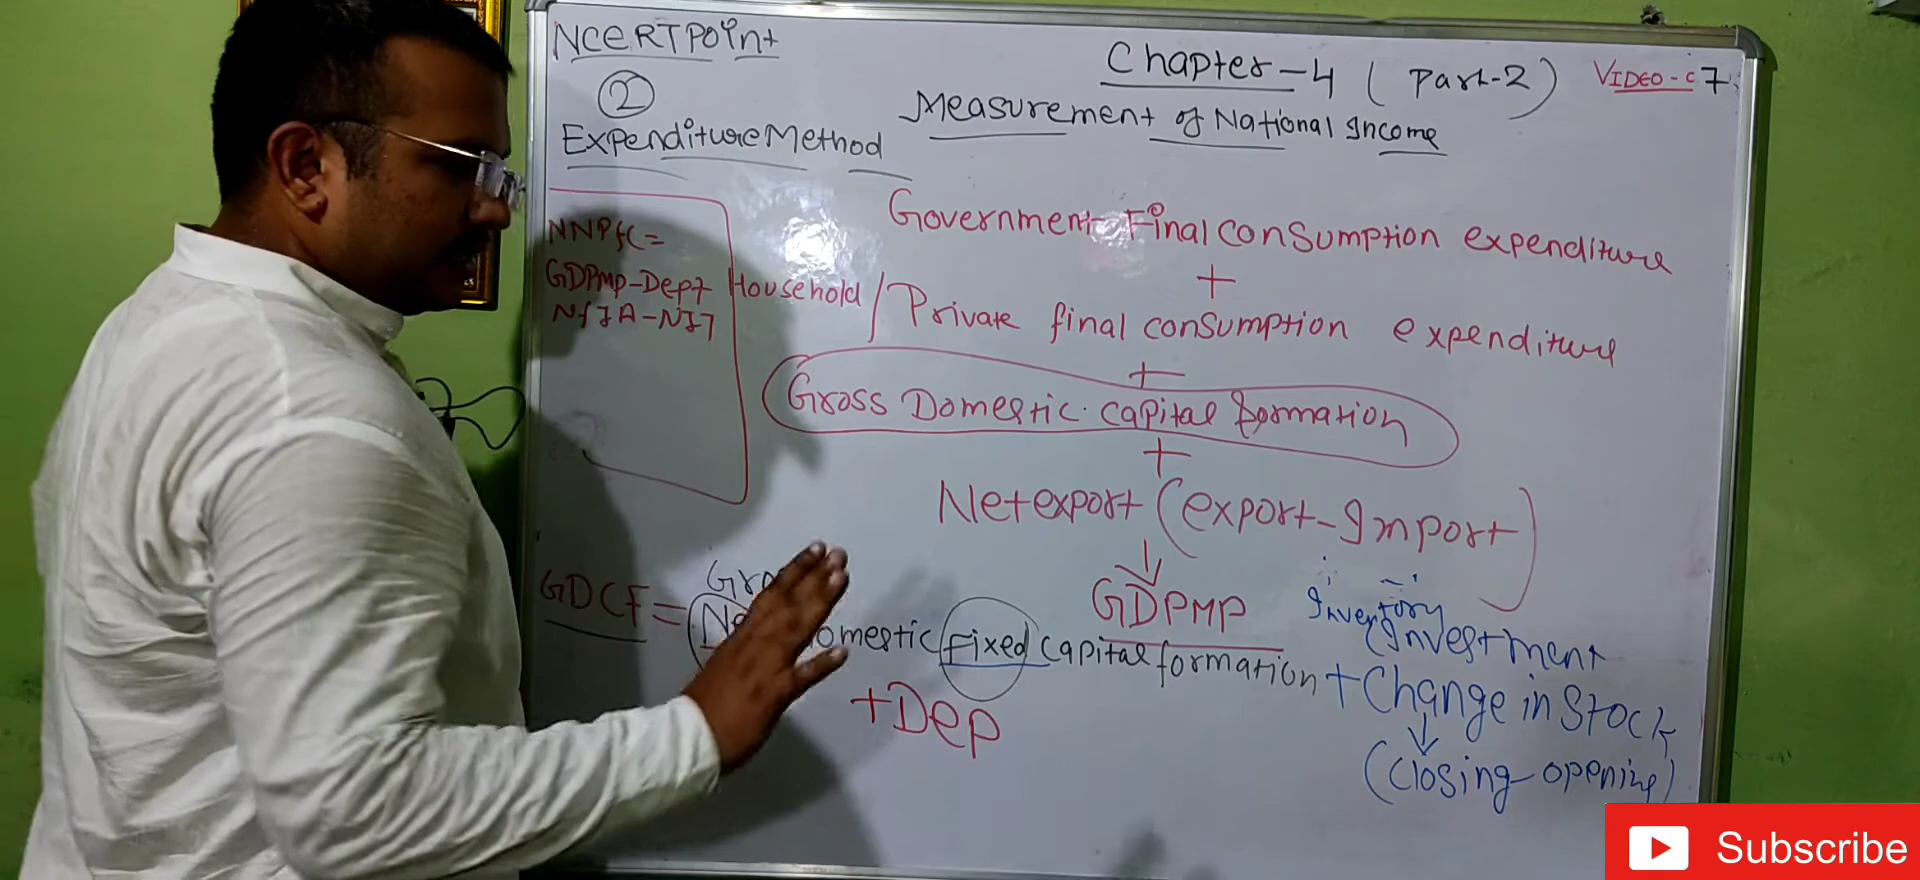 NCERTPoint
Chapter-4 ( Part-2)
VIDEO-C7
②
Measurement of National Income
Expenditure Method
Government Final consumption expenditure
+
NNPfC=
GDPmp-Dep+
NfIA-NIT
Household/Private final consumption expenditure
+
Gross Domestic capital formation
+
Net export (export-Import)
↓
GDPMP
GDCF=
Domestic Fixed capital formation + Change in Stock
+Dep
Inventory Investment
↓
(closing-opening)
Subscribe